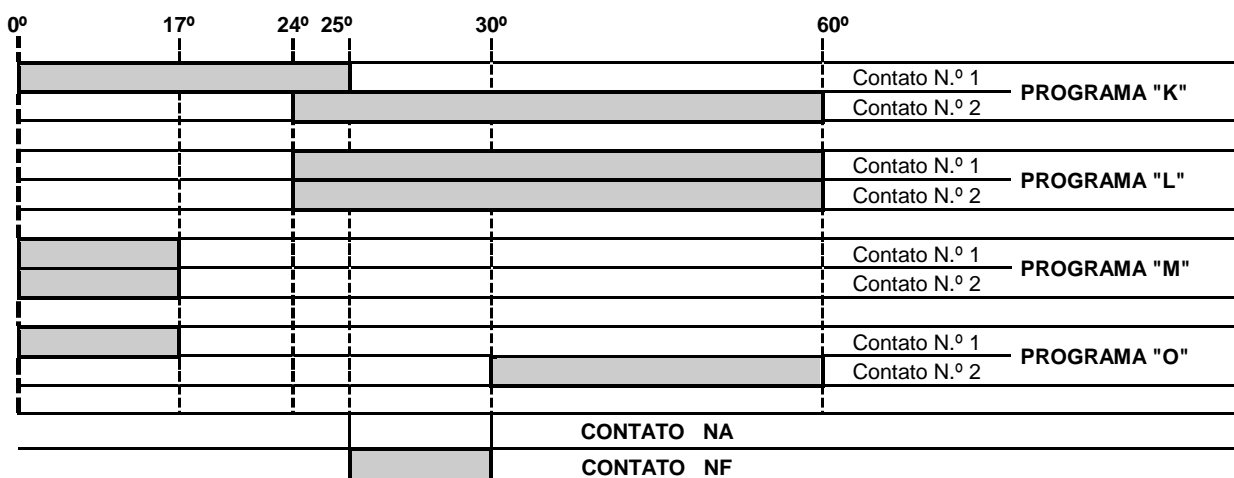 0º 17º 24º 25º 30º 60º
Contato N.º 1
PROGRAMA "K"
Contato N.º 2
Contato N.º 1
PROGRAMA "L"
Contato N.º 2
Contato N.º 1
PROGRAMA "M"
Contato N.º 2
Contato N.º 1
PROGRAMA "O"
Contato N.º 2
CONTATO NA
CONTATO NF